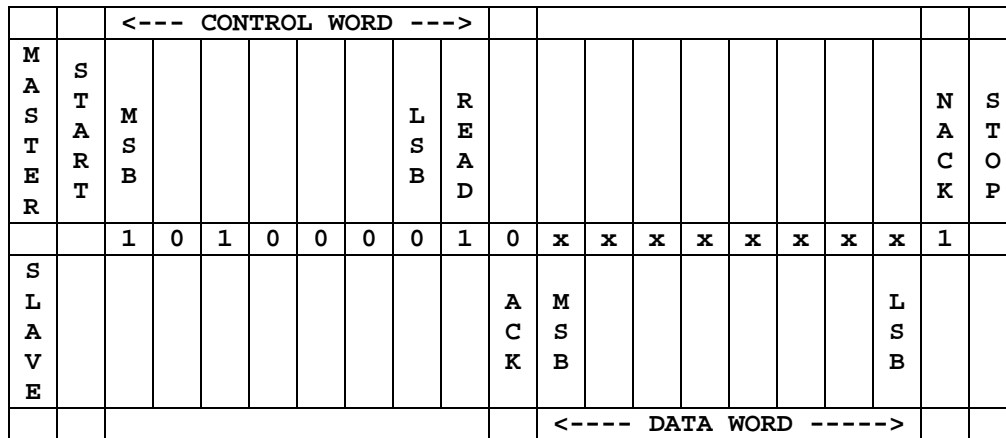 <--- CONTROL WORD --->
MASTER
START
MSB
LSB
READ
NACK
STOP
1 0 1 0 0 0 0 1 0 x x x x x x x x 1
SLAVE
ACK
MSB
LSB
<---- DATA WORD ----->